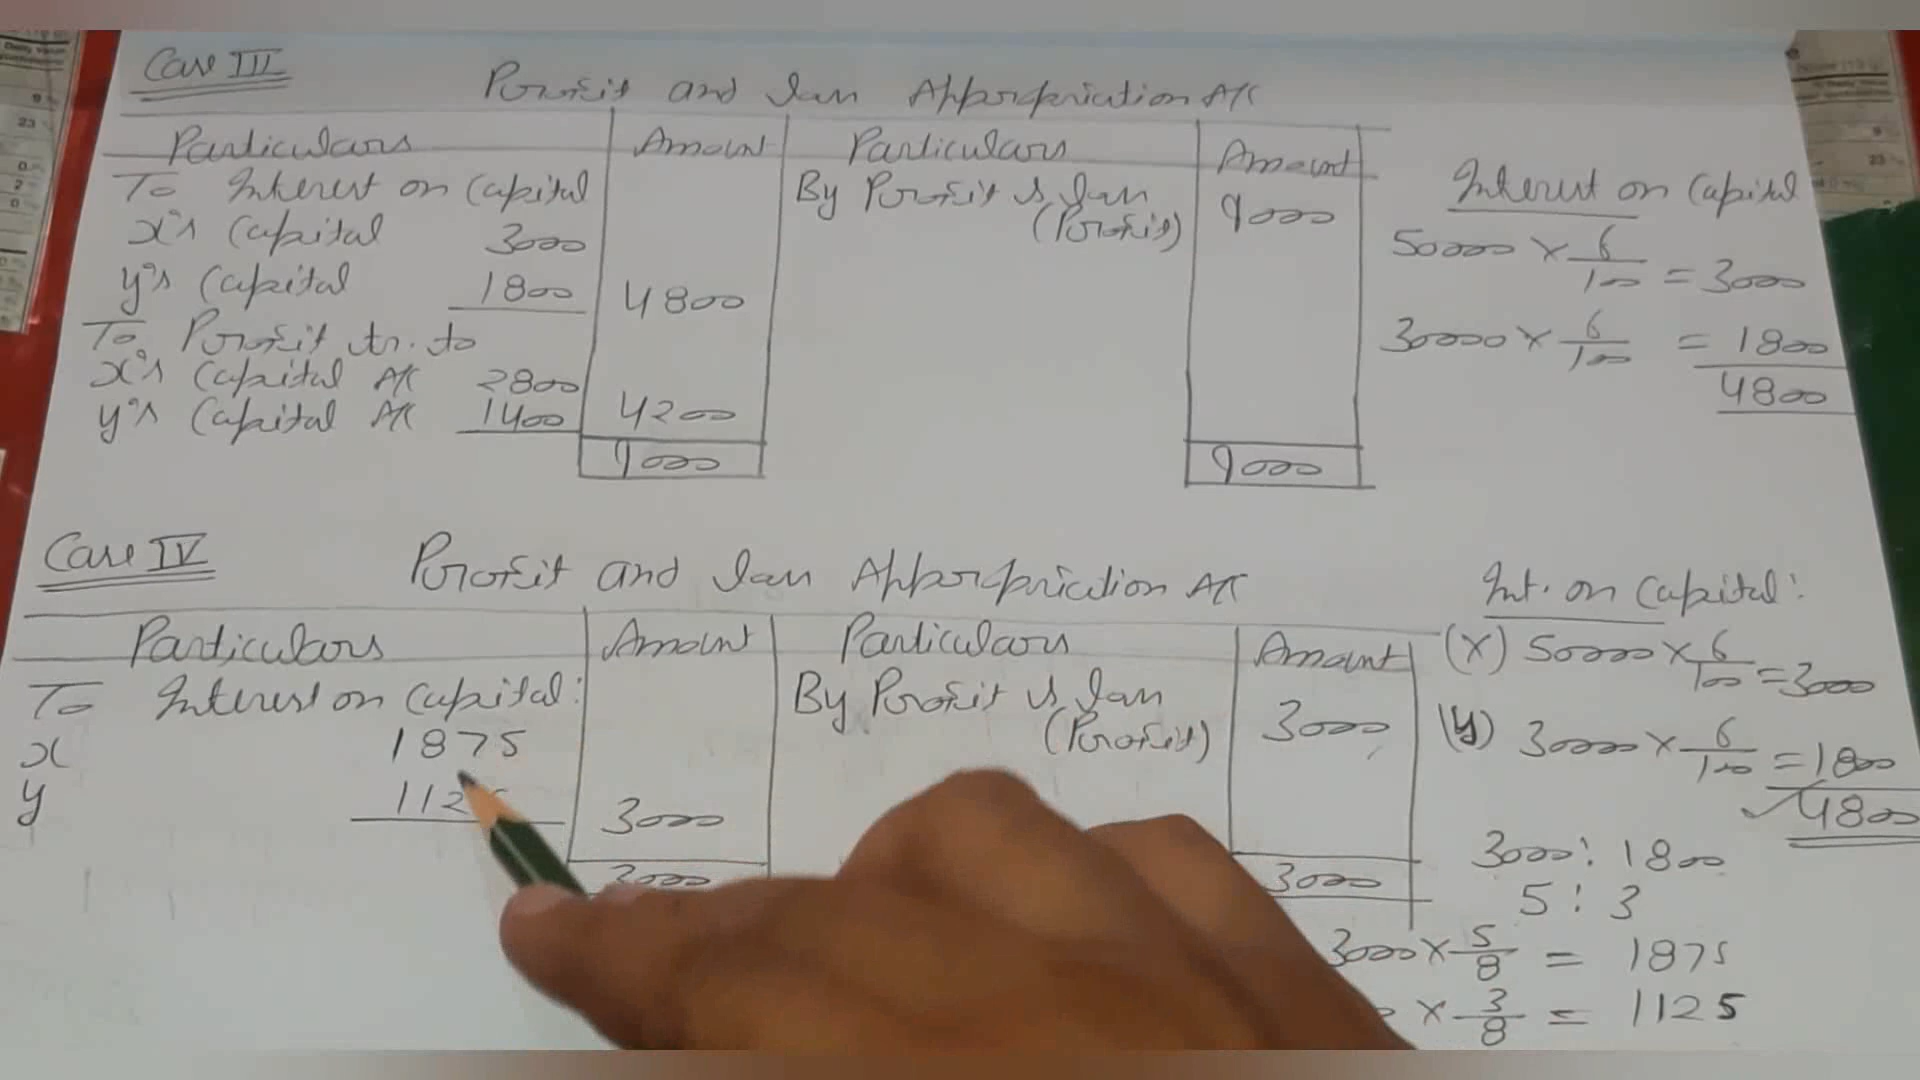 Case III
Profit and Loss Appropriation A/c
Particulars Amount Particulars Amount
To Interest on Capital By Profit & Loss
(Profit) 9000
x's Capital 3000
y's Capital 1800 4800
To Profit tr. to
x's Capital A/c 2800
y's Capital A/c 1400 4200
9000 9000
Interest on Capital
50000 × 6/100 = 3000
30000 × 6/100 = 1800
4800
Case IV
Profit and Loss Appropriation A/c
Particulars Amount Particulars Amount
To Interest on Capital: By Profit & Loss
(Profit) 3000
x 1875
y 112 3000
3000 3000
Int. on Capital:
(X) 50000 × 6/100 = 3000
(y) 30000 × 6/100 = 1800
4800
3000 : 1800
5 : 3
3000 × 5/8 = 1875
× 3/8 = 1125